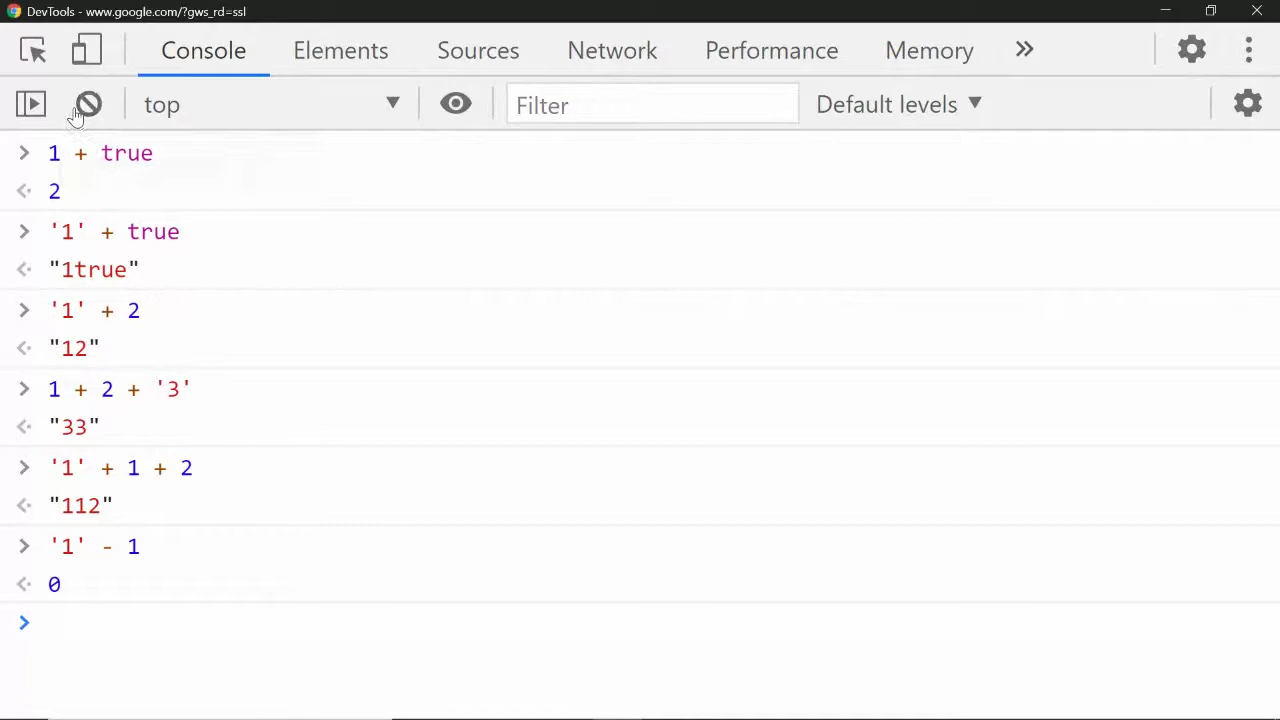 DevTools - www.google.com/?gws_rd=ssl
Console Elements Sources Network Performance Memory »
top Filter Default levels
> 1 + true
2
> '1' + true
"1true"
> '1' + 2
"12"
> 1 + 2 + '3'
"33"
> '1' + 1 + 2
"112"
> '1' - 1
0
>